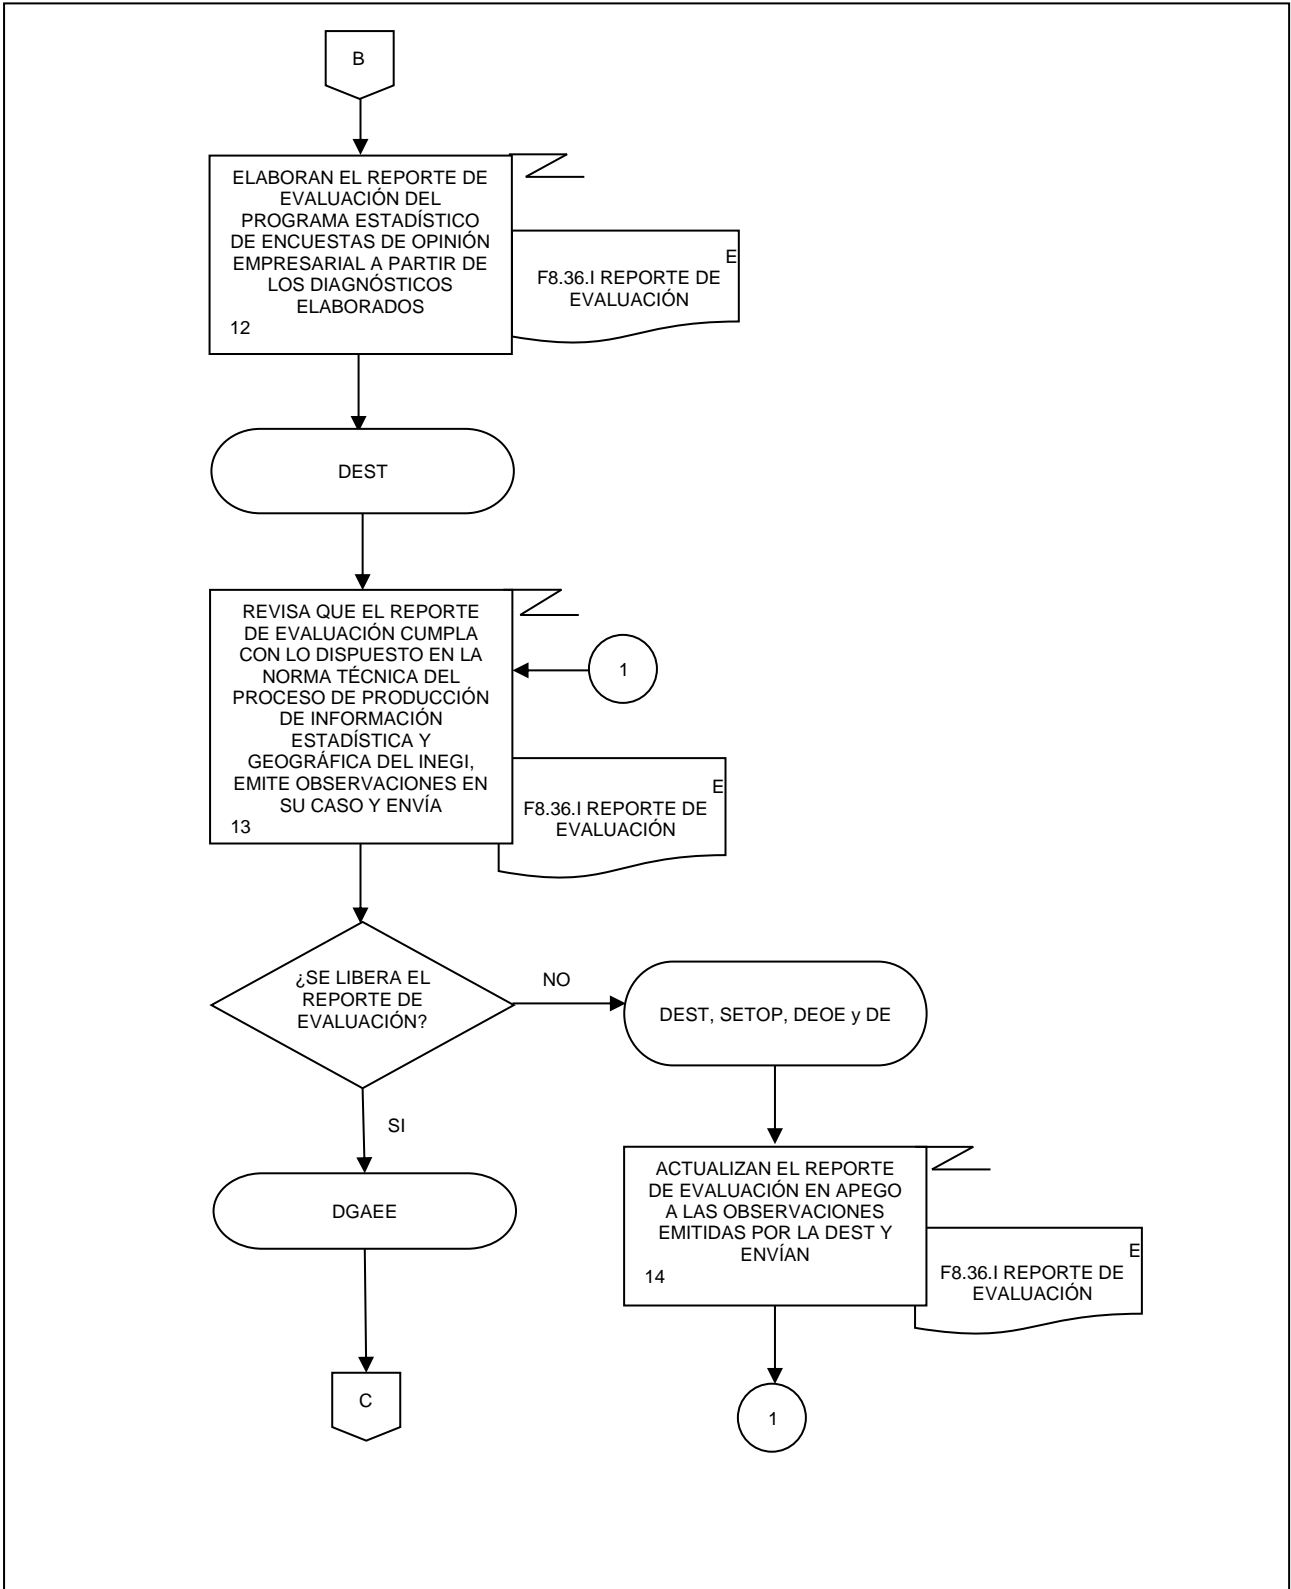 B
ELABORAN EL REPORTE DE
EVALUACIÓN DEL
PROGRAMA ESTADÍSTICO
DE ENCUESTAS DE OPINIÓN
EMPRESARIAL A PARTIR DE
LOS DIAGNÓSTICOS
ELABORADOS
12
E
F8.36.I REPORTE DE
EVALUACIÓN
DEST
REVISA QUE EL REPORTE
DE EVALUACIÓN CUMPLA
CON LO DISPUESTO EN LA
NORMA TÉCNICA DEL
PROCESO DE PRODUCCIÓN
DE INFORMACIÓN
ESTADÍSTICA Y
GEOGRÁFICA DEL INEGI,
EMITE OBSERVACIONES EN
SU CASO Y ENVÍA
13
1
E
F8.36.I REPORTE DE
EVALUACIÓN
¿SE LIBERA EL
REPORTE DE
EVALUACIÓN?
NO
DEST, SETOP, DEOE y DE
SI
DGAEE
ACTUALIZAN EL REPORTE
DE EVALUACIÓN EN APEGO
A LAS OBSERVACIONES
EMITIDAS POR LA DEST Y
ENVÍAN
14
E
F8.36.I REPORTE DE
EVALUACIÓN
C
1